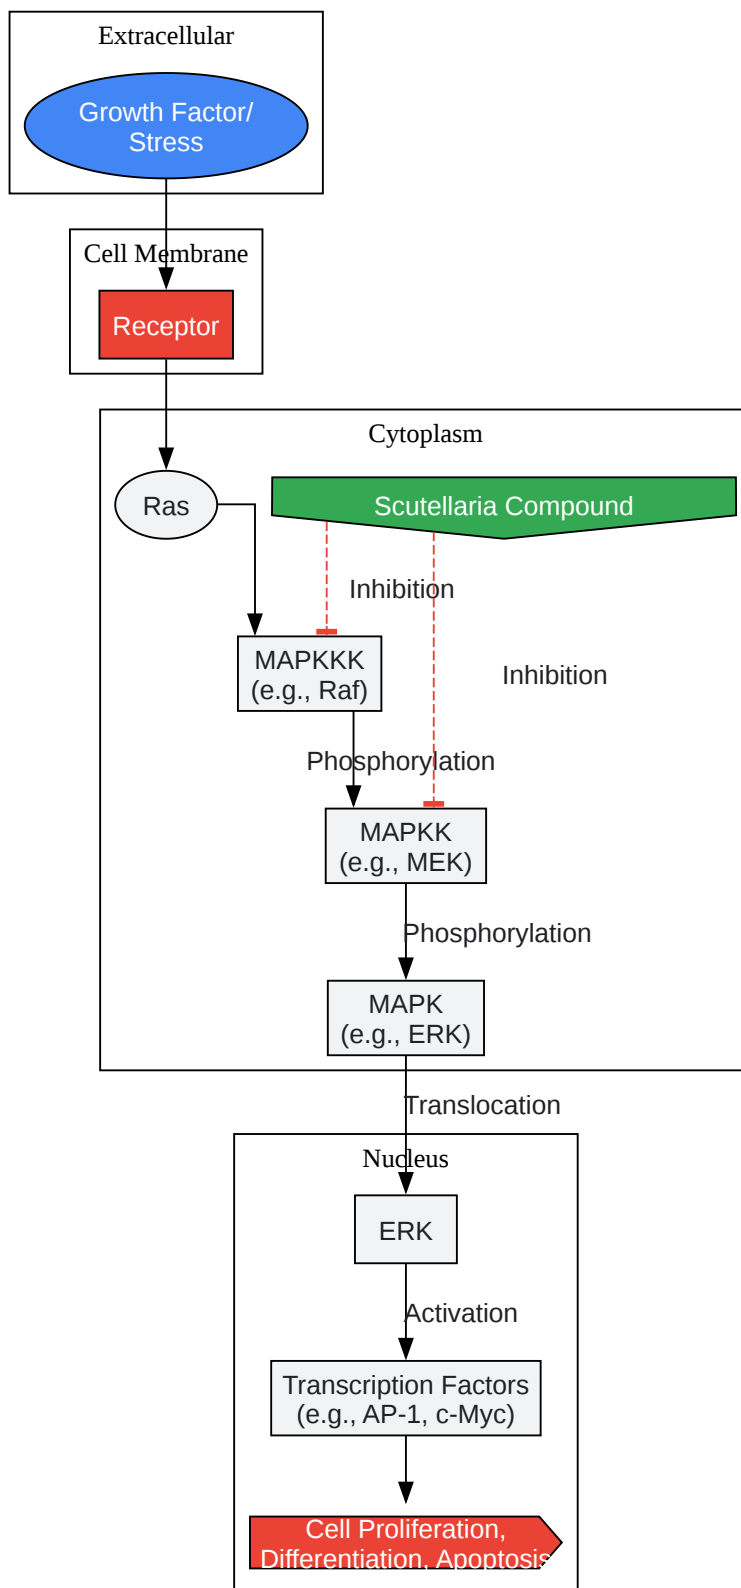 Extracellular
Growth Factor/
Stress
Cell Membrane
Receptor
Cytoplasm
Ras
Scutellaria Compound
Inhibition
MAPKKK
(e.g., Raf)
Inhibition
Phosphorylation
MAPKK
(e.g., MEK)
Phosphorylation
MAPK
(e.g., ERK)
Translocation
Nucleus
ERK
Activation
Transcription Factors
(e.g., AP-1, c-Myc)
Cell Proliferation,
Differentiation, Apoptosis